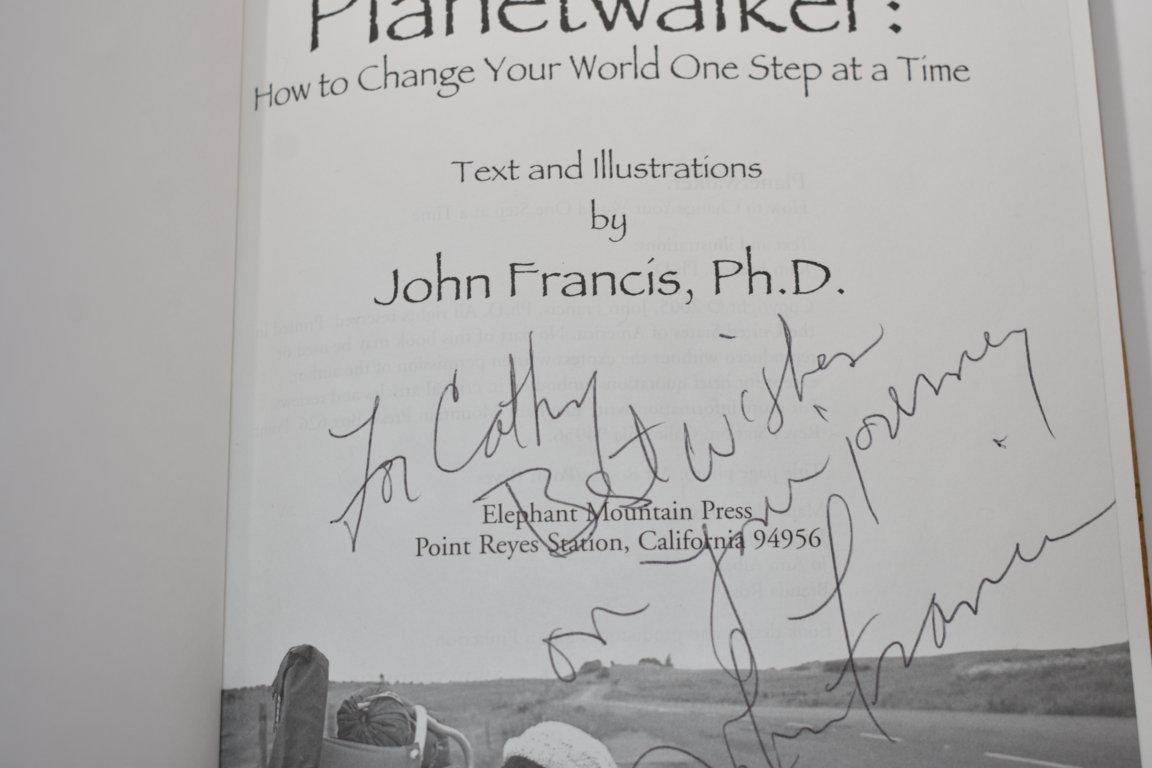 Planetwalker:
How to Change Your World One Step at a Time
Text and Illustrations
by
John Francis, Ph.D.
For Cathy
Best wishes
on your journey
John Francis
Elephant Mountain Press
Point Reyes Station, California 94956